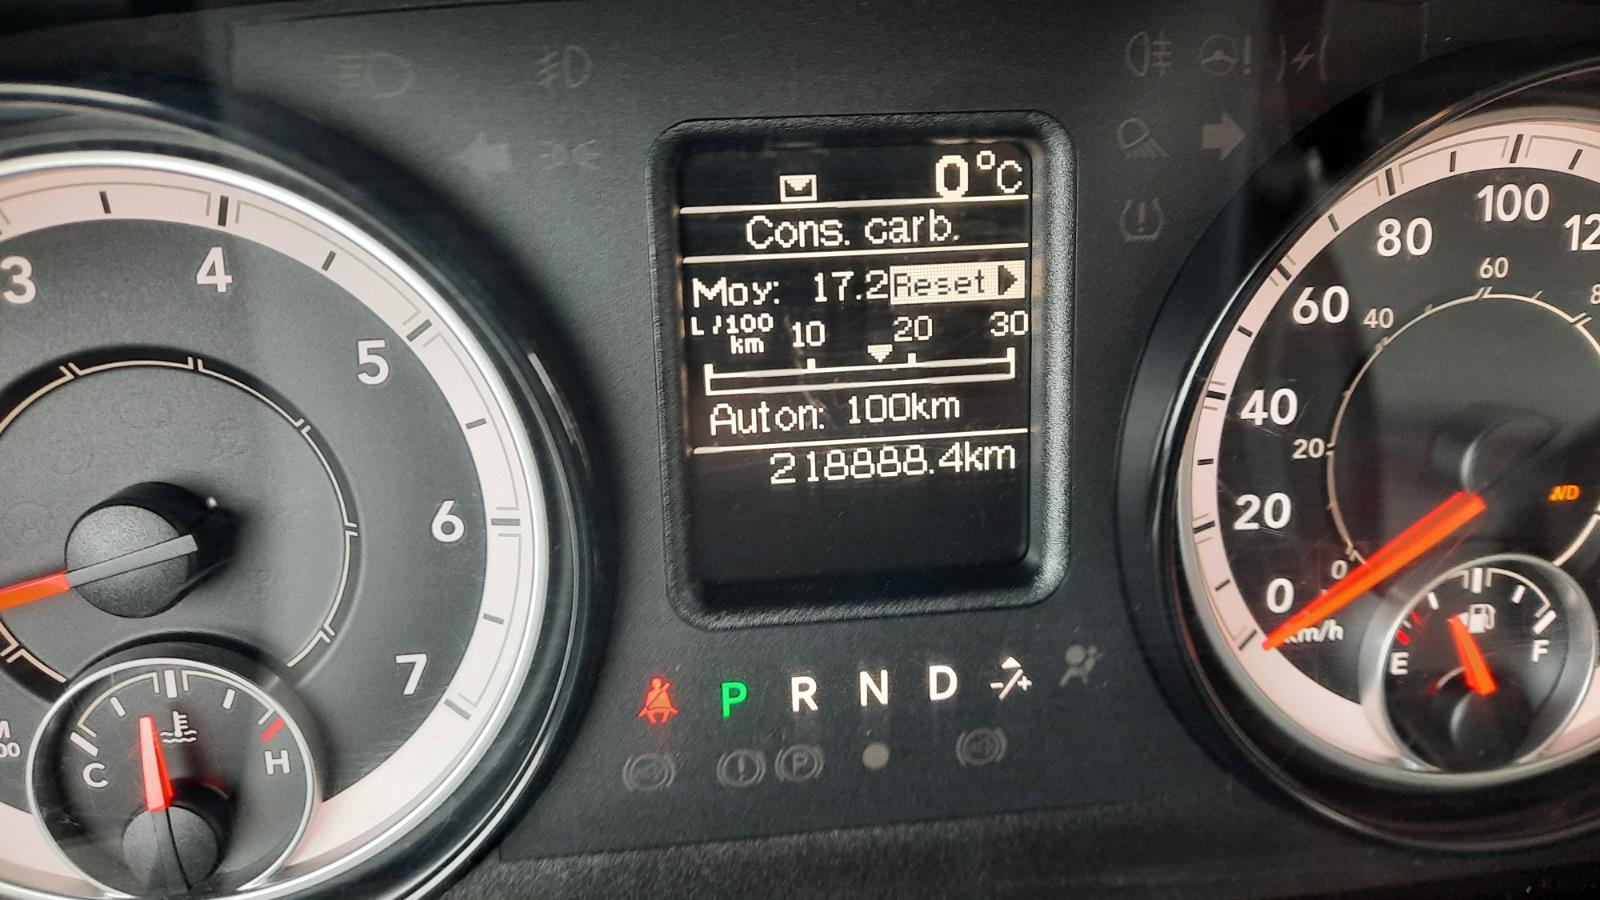 0°C
Cons. carb.
Moy: 17.2 Reset
L/100 km
10 20 30
Auton: 100km
218888.4km
3
4
5
6
7
C H
P R N D -/+
0 20 40 60 80 100
0 20 40 60
km/h
E F